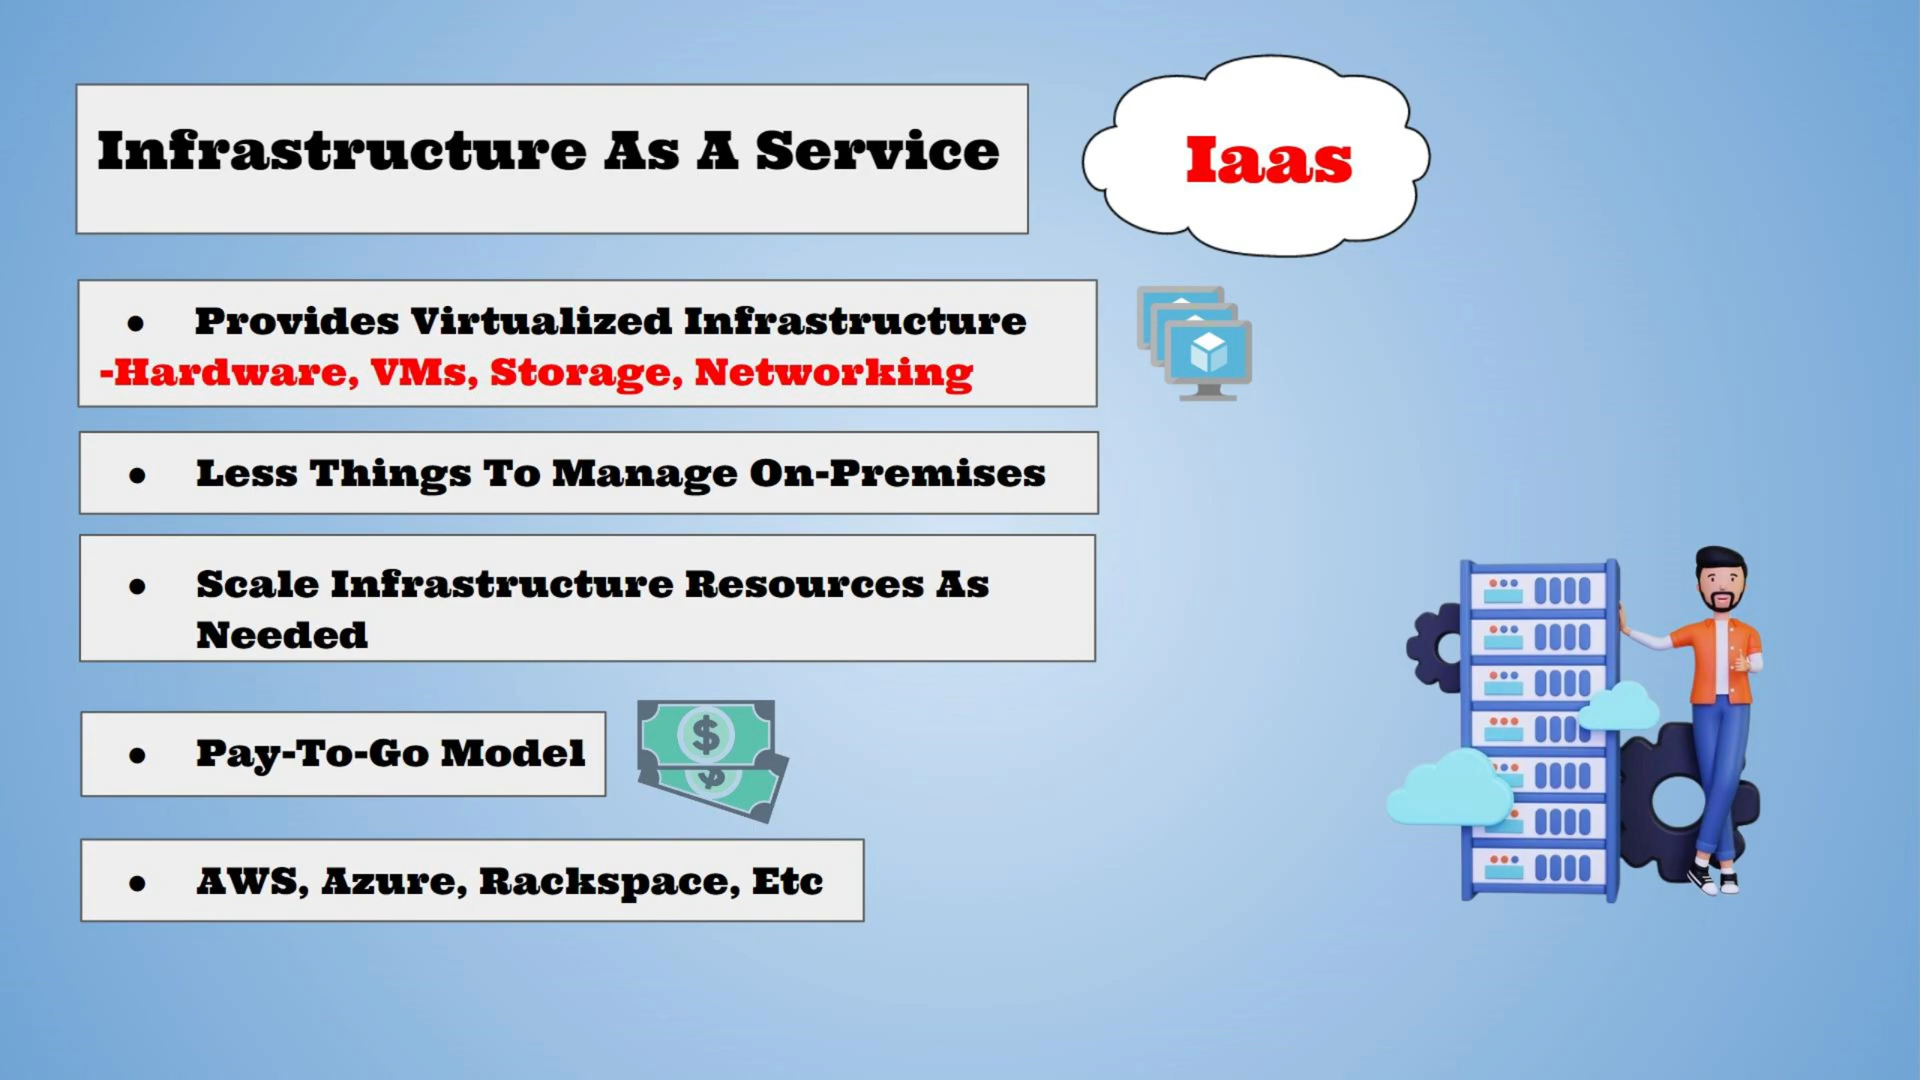 Infrastructure As A Service
Iaas
● Provides Virtualized Infrastructure
-Hardware, VMs, Storage, Networking
● Less Things To Manage On-Premises
● Scale Infrastructure Resources As
Needed
● Pay-To-Go Model
$
$
● AWS, Azure, Rackspace, Etc